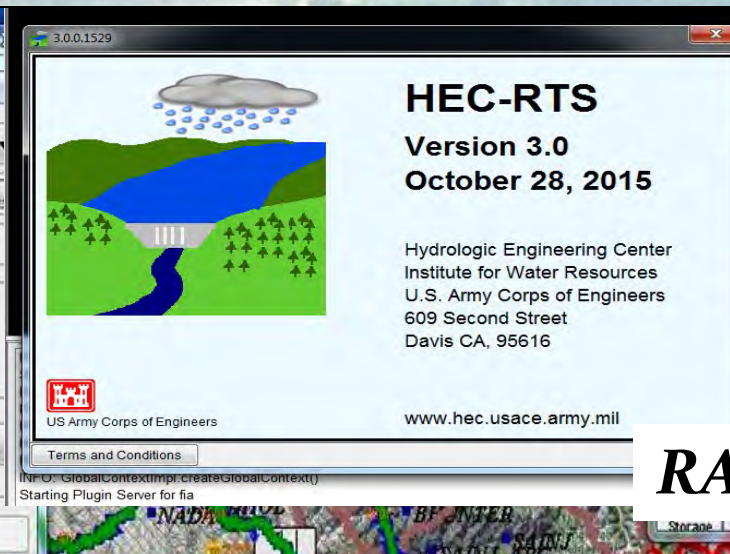 3.0.0.1529
HEC-RTS
Version 3.0
October 28, 2015
Hydrologic Engineering Center
Institute for Water Resources
U.S. Army Corps of Engineers
609 Second Street
Davis CA, 95616
US Army Corps of Engineers
www.hec.usace.army.mil
Terms and Conditions
INFO: GlobalContextImpl.createGlobalContext()
Starting Plugin Server for fia
RA
Storage
NADA